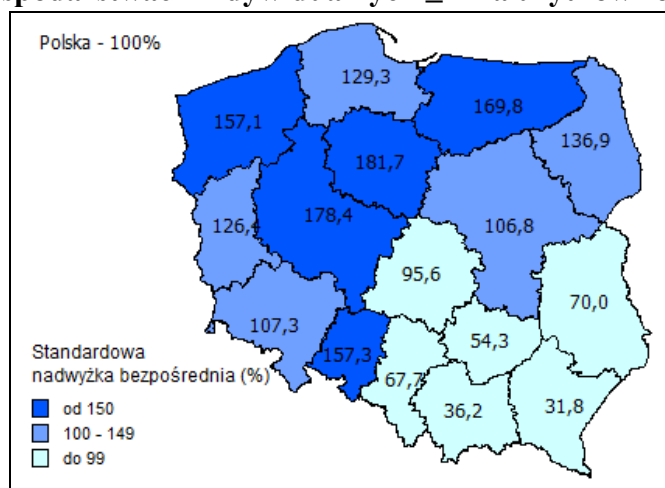 Polska - 100%
129,3
157,1
169,8
136,9
181,7
178,4
126,4
106,8
95,6
70,0
107,3
54,3
157,3
67,7
36,2
31,8
Standardowa
nadwyżka bezpośrednia (%)
od 150
100 - 149
do 99